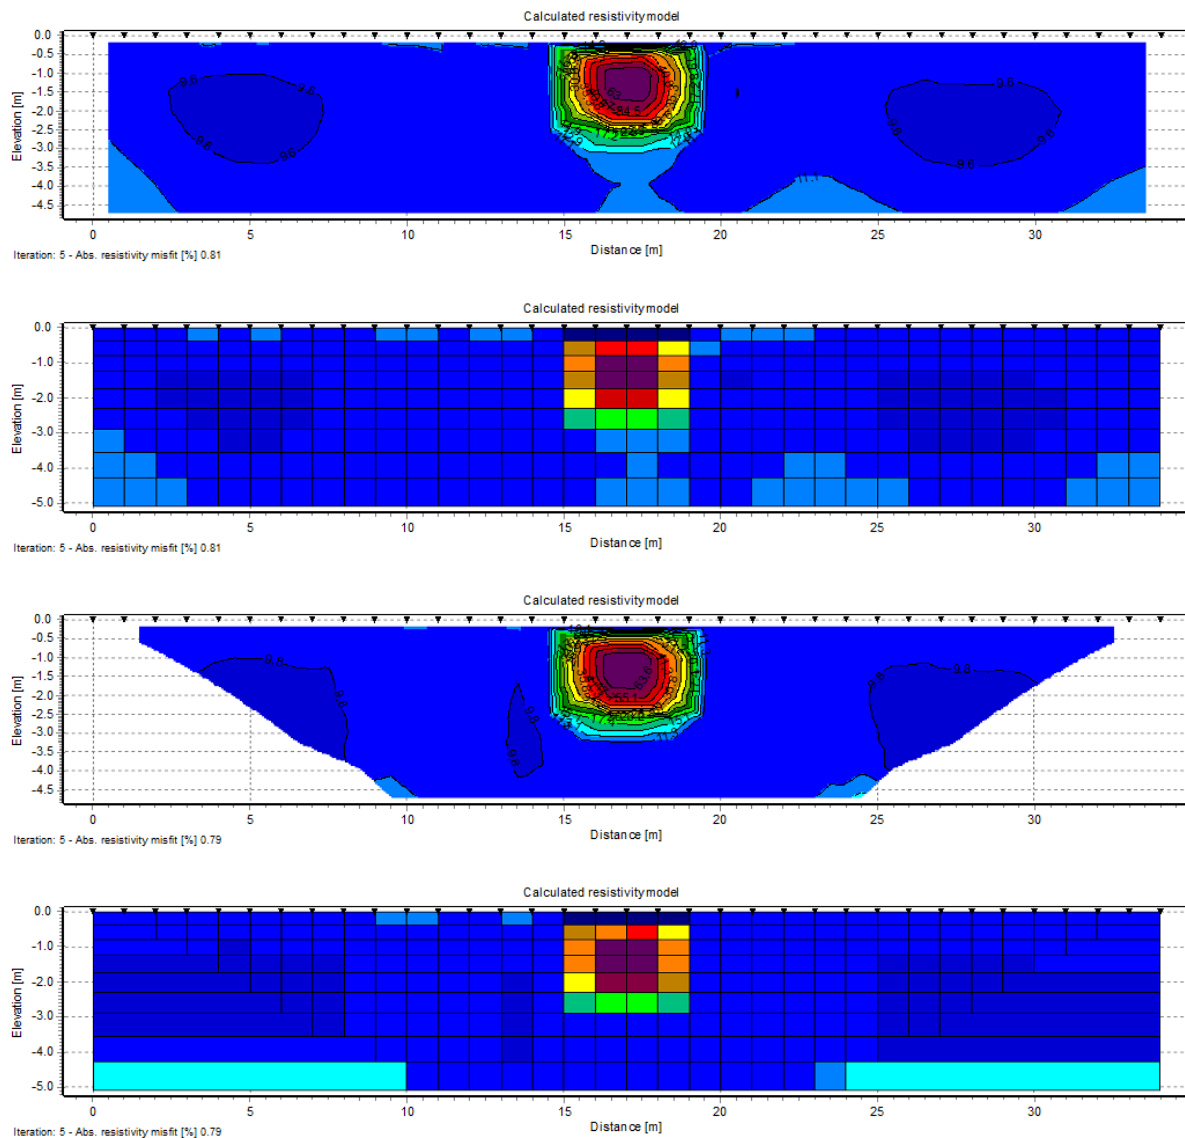 Calculated resistivity model
0.0
-0.5
-1.0
-1.5
-2.0
-2.5
-3.0
-3.5
-4.0
-4.5
Elevation [m]
9.6
9.6
9.6
9.6
9.6
9.6
9.8
9.6
11.1
0 5 10 15 20 25 30
Distance [m]
Iteration: 5 - Abs. resistivity misfit [%] 0.81
Calculated resistivity model
0.0
-1.0
-2.0
-3.0
-4.0
-5.0
Elevation [m]
0 5 10 15 20 25 30
Distance [m]
Iteration: 5 - Abs. resistivity misfit [%] 0.81
Calculated resistivity model
0.0
-0.5
-1.0
-1.5
-2.0
-2.5
-3.0
-3.5
-4.0
-4.5
Elevation [m]
9.8
9.8
9.8
9.8
9.8
9.8
0 5 10 15 20 25 30
Distance [m]
Iteration: 5 - Abs. resistivity misfit [%] 0.79
Calculated resistivity model
0.0
-1.0
-2.0
-3.0
-4.0
-5.0
Elevation [m]
0 5 10 15 20 25 30
Distance [m]
Iteration: 5 - Abs. resistivity misfit [%] 0.79